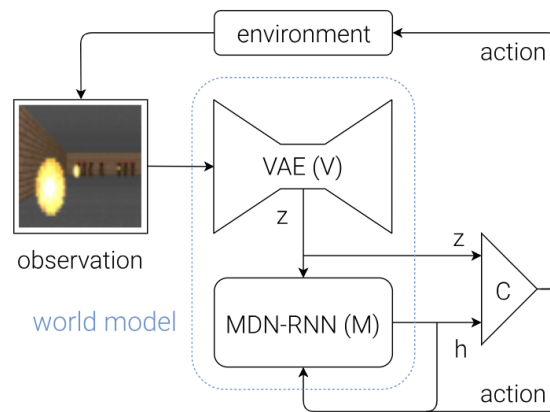 environment
action
VAE (V)
z
z
observation
C
world model
MDN-RNN (M)
h
action